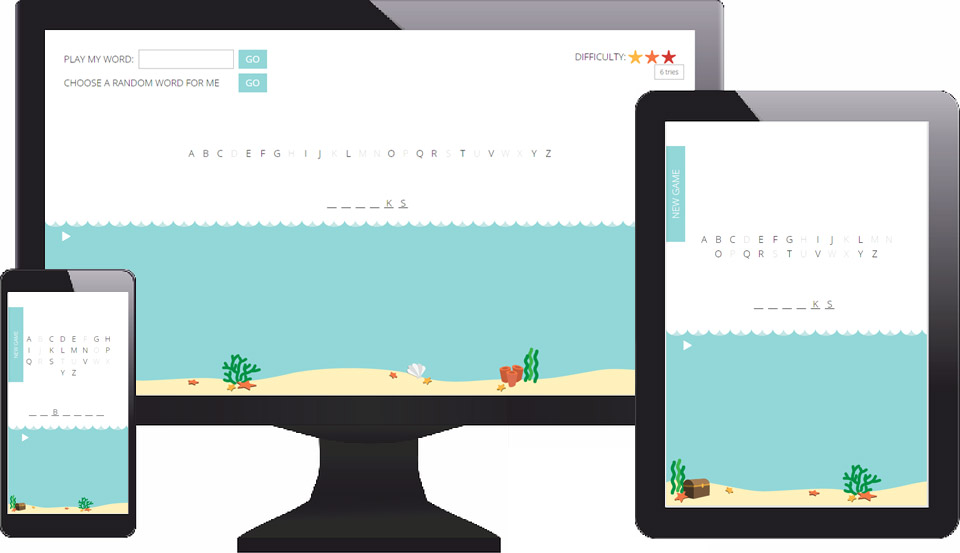 PLAY MY WORD: GO
DIFFICULTY:
6 tries
CHOOSE A RANDOM WORD FOR ME GO
A B C D E F G H I J K L M N O P Q R S T U V W X Y Z
_ _ _ _ K S
NEW GAME
A B C D E F G H I J K L M N
O P Q R S T U V W X Y Z
_ _ _ _ K S
NEW GAME
A B C D E F G H
I J K L M N O P
Q R S T U V W X
Y Z
_ _ B _ _ _ _